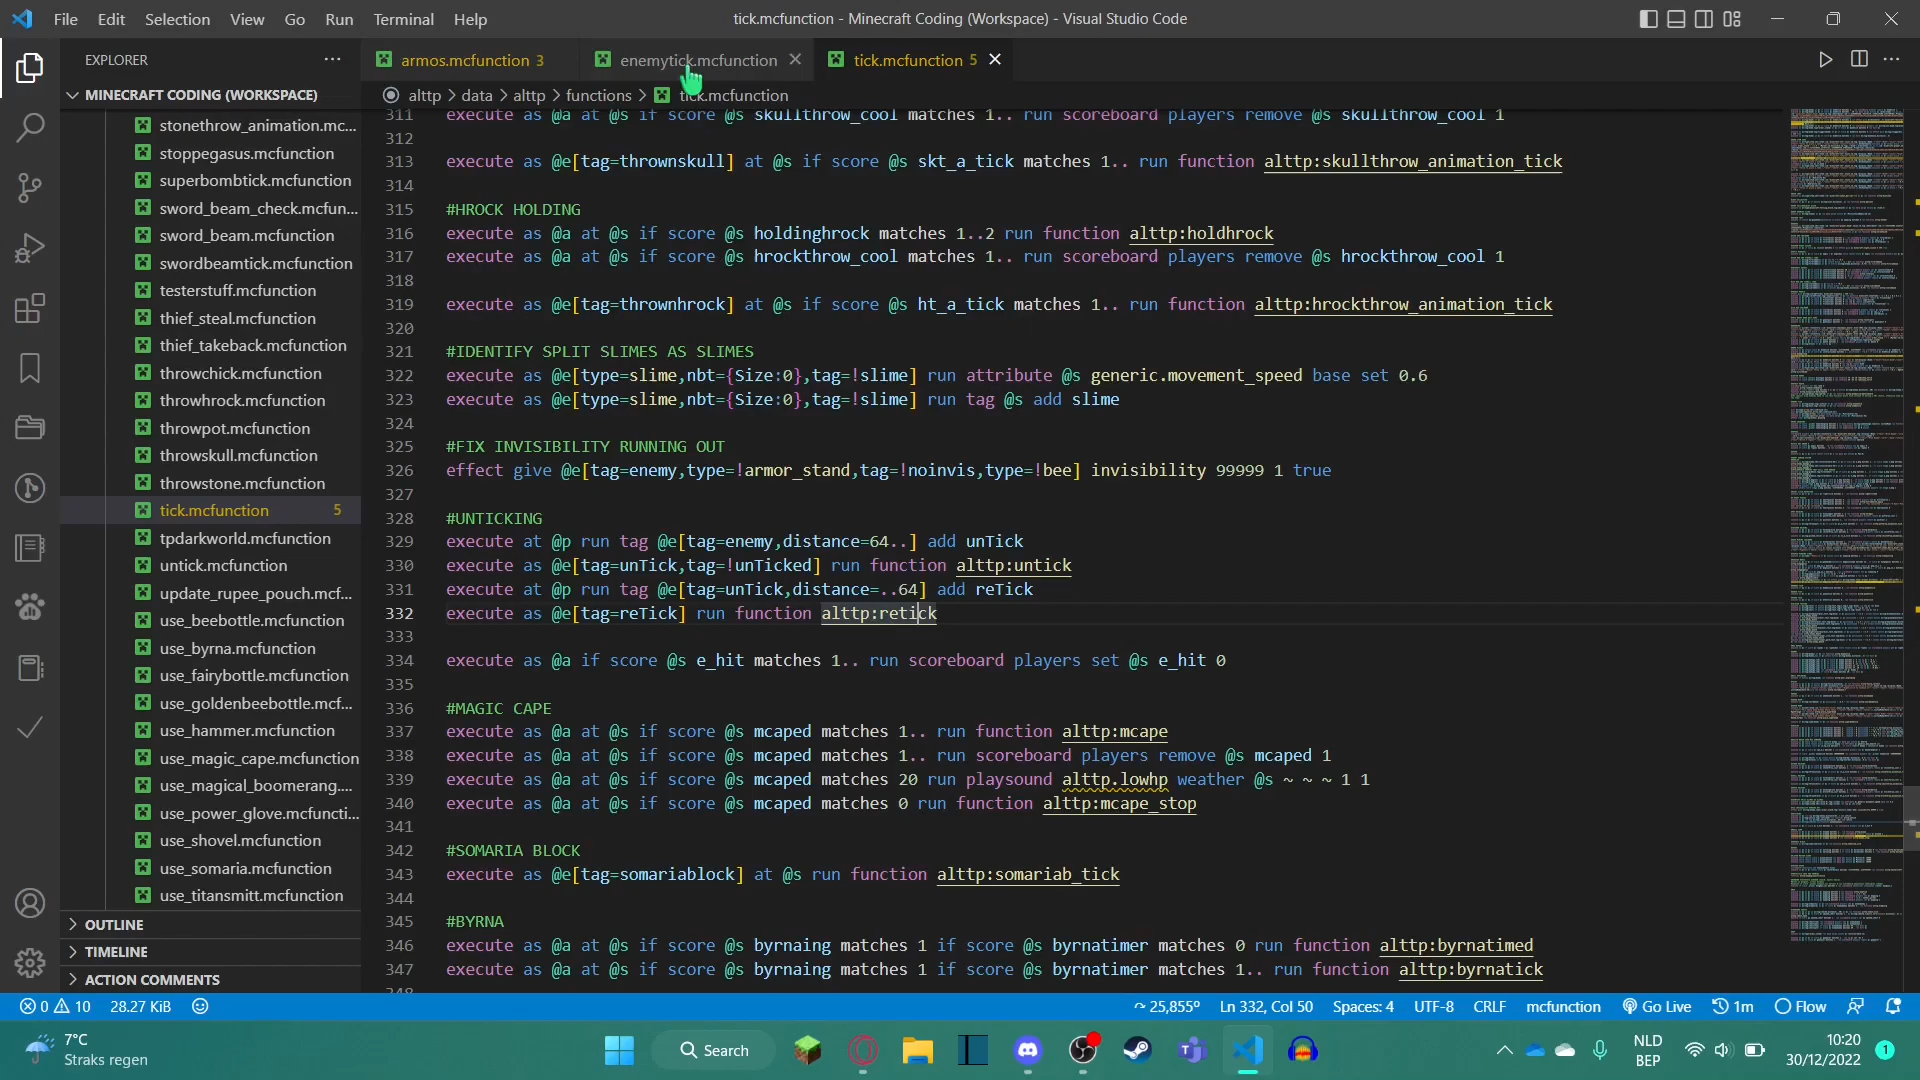 File Edit Selection View Go Run Terminal Help
tick.mcfunction - Minecraft Coding (Workspace) - Visual Studio Code
EXPLORER
armos.mcfunction 3
enemytick.mcfunction
tick.mcfunction 5
MINECRAFT CODING (WORKSPACE)
alttp > data > alttp > functions > tick.mcfunction
stonethrow_animation.mc...
stoppegasus.mcfunction
superbombtick.mcfunction
sword_beam_check.mcfun...
sword_beam.mcfunction
swordbeamtick.mcfunction
testerstuff.mcfunction
thief_steal.mcfunction
thief_takeback.mcfunction
throwchick.mcfunction
throwhrock.mcfunction
throwpot.mcfunction
throwskull.mcfunction
throwstone.mcfunction
tick.mcfunction 5
tpdarkworld.mcfunction
untick.mcfunction
update_rupee_pouch.mcf...
use_beebottle.mcfunction
use_byrna.mcfunction
use_fairybottle.mcfunction
use_goldenbeebottle.mcf...
use_hammer.mcfunction
use_magic_cape.mcfunction
use_magical_boomerang....
use_power_glove.mcfuncti...
use_shovel.mcfunction
use_somaria.mcfunction
use_titansmitt.mcfunction
OUTLINE
TIMELINE
ACTION COMMENTS
311 execute as @a at @s if score @s skullthrow_cool matches 1.. run scoreboard players remove @s skullthrow_cool 1
312
313 execute as @e[tag=thrownskull] at @s if score @s skt_a_tick matches 1.. run function alttp:skullthrow_animation_tick
314
315 #HROCK HOLDING
316 execute as @a at @s if score @s holdinghrock matches 1..2 run function alttp:holdhrock
317 execute as @a at @s if score @s hrockthrow_cool matches 1.. run scoreboard players remove @s hrockthrow_cool 1
318
319 execute as @e[tag=thrownhrock] at @s if score @s ht_a_tick matches 1.. run function alttp:hrockthrow_animation_tick
320
321 #IDENTIFY SPLIT SLIMES AS SLIMES
322 execute as @e[type=slime,nbt={Size:0},tag=!slime] run attribute @s generic.movement_speed base set 0.6
323 execute as @e[type=slime,nbt={Size:0},tag=!slime] run tag @s add slime
324
325 #FIX INVISIBILITY RUNNING OUT
326 effect give @e[tag=enemy,type=!armor_stand,tag=!noinvis,type=!bee] invisibility 99999 1 true
327
328 #UNTICKING
329 execute at @p run tag @e[tag=enemy,distance=64..] add unTick
330 execute as @e[tag=unTick,tag=!unTicked] run function alttp:untick
331 execute at @p run tag @e[tag=unTick,distance=..64] add reTick
332 execute as @e[tag=reTick] run function alttp:retick
333
334 execute as @a if score @s e_hit matches 1.. run scoreboard players set @s e_hit 0
335
336 #MAGIC CAPE
337 execute as @a at @s if score @s mcaped matches 1.. run function alttp:mcape
338 execute as @a at @s if score @s mcaped matches 1.. run scoreboard players remove @s mcaped 1
339 execute as @a at @s if score @s mcaped matches 20 run playsound alttp.lowhp weather @s ~ ~ ~ 1 1
340 execute as @a at @s if score @s mcaped matches 0 run function alttp:mcape_stop
341
342 #SOMARIA BLOCK
343 execute as @e[tag=somariablock] at @s run function alttp:somariab_tick
344
345 #BYRNA
346 execute as @a at @s if score @s byrnaing matches 1 if score @s byrnatimer matches 0 run function alttp:byrnatimed
347 execute as @a at @s if score @s byrnaing matches 1 if score @s byrnatimer matches 1.. run function alttp:byrnatick
0 10 28.27 KiB
25,855° Ln 332, Col 50 Spaces: 4 UTF-8 CRLF mcfunction Go Live 1m Flow
7°C
Straks regen
Search
NLD
BEP
10:20
30/12/2022
1